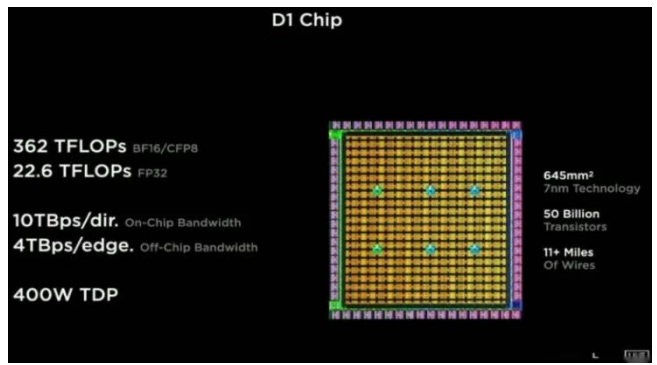 D1 Chip
362 TFLOPs BF16/CFP8
22.6 TFLOPs FP32
10TBps/dir. On-Chip Bandwidth
4TBps/edge. Off-Chip Bandwidth
400W TDP
645mm²
7nm Technology
50 Billion
Transistors
11+ Miles
Of Wires